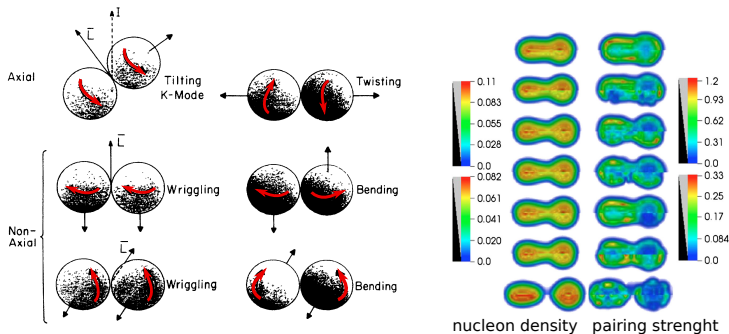 I
L
Axial
Tilting
K-Mode
Twisting
L
Wriggling
Bending
Non-
Axial
L
Wriggling
Bending
0.11
0.083
0.055
0.028
0.0
0.082
0.061
0.041
0.020
0.0
1.2
0.93
0.62
0.31
0.0
0.33
0.25
0.17
0.084
0.0
nucleon density
pairing strenght